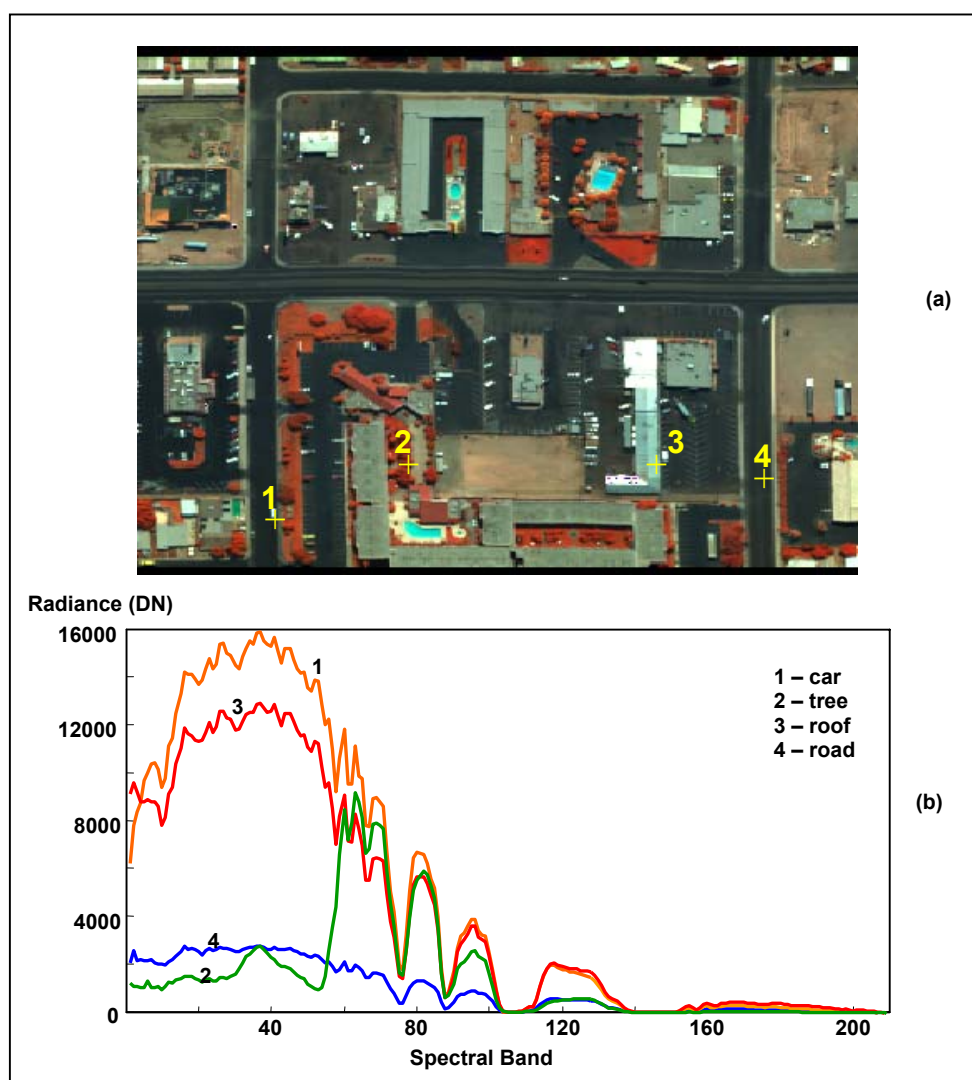 (a)
1
2
3
4
Radiance (DN)
16000
12000
8000
4000
0
40
80
120
160
200
1
3
4
2
1 – car
2 – tree
3 – roof
4 – road
(b)
Spectral Band